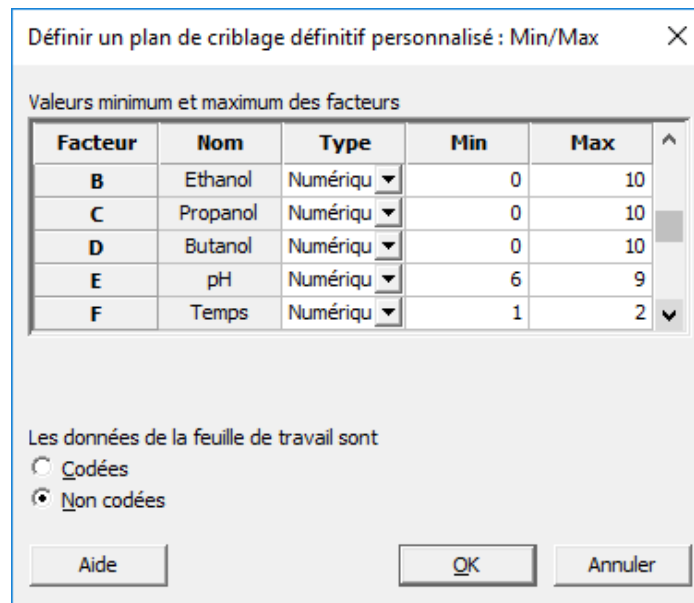 Définir un plan de criblage définitif personnalisé : Min/Max
Valeurs minimum et maximum des facteurs
Facteur Nom Type Min Max
B Ethanol Numériqu 0 10
C Propanol Numériqu 0 10
D Butanol Numériqu 0 10
E pH Numériqu 6 9
F Temps Numériqu 1 2
Les données de la feuille de travail sont
Codées
Non codées
Aide OK Annuler